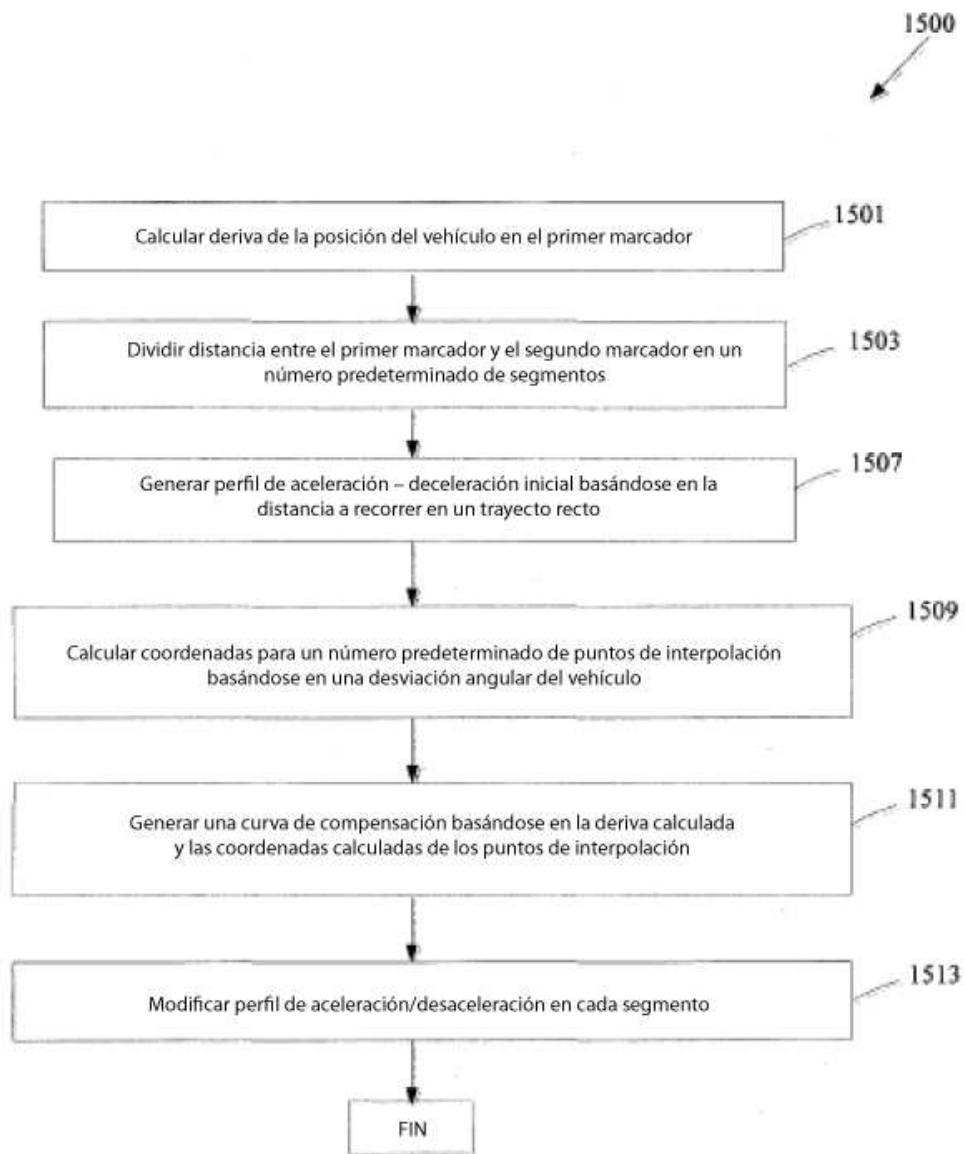 1500
1501
Calcular deriva de la posición del vehículo en el primer marcador
1503
Dividir distancia entre el primer marcador y el segundo marcador en un
número predeterminado de segmentos
1507
Generar perfil de aceleración – deceleración inicial basándose en la
distancia a recorrer en un trayecto recto
1509
Calcular coordenadas para un número predeterminado de puntos de interpolación
basándose en una desviación angular del vehículo
1511
Generar una curva de compensación basándose en la deriva calculada
y las coordenadas calculadas de los puntos de interpolación
1513
Modificar perfil de aceleración/desaceleración en cada segmento
FIN